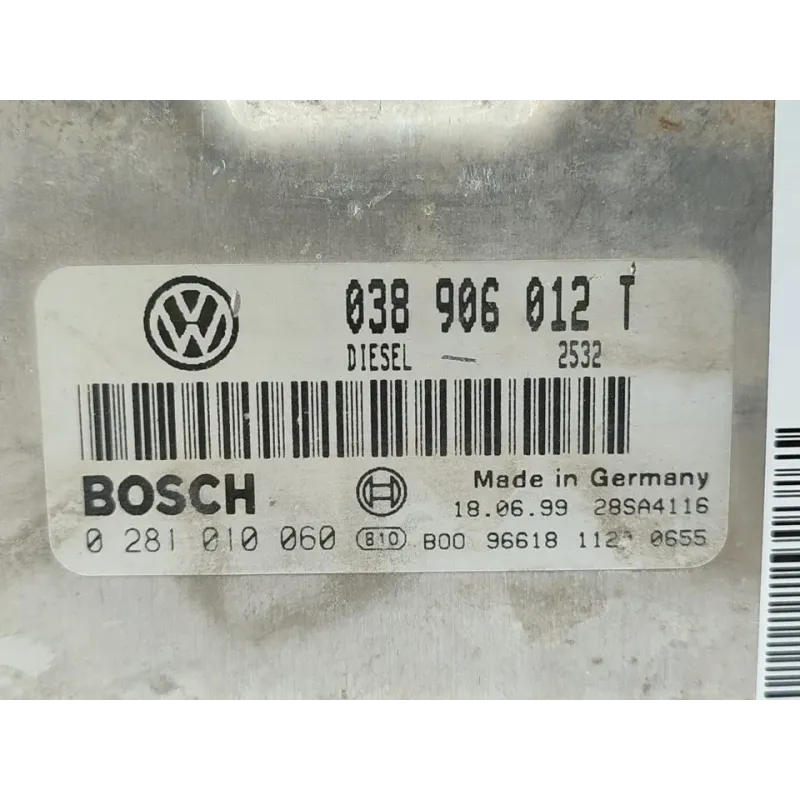 038 906 012 T
DIESEL — 2532
BOSCH
Made in Germany
18.06.99 28SA4116
0 281 010 060 B10 B00 96618 0655